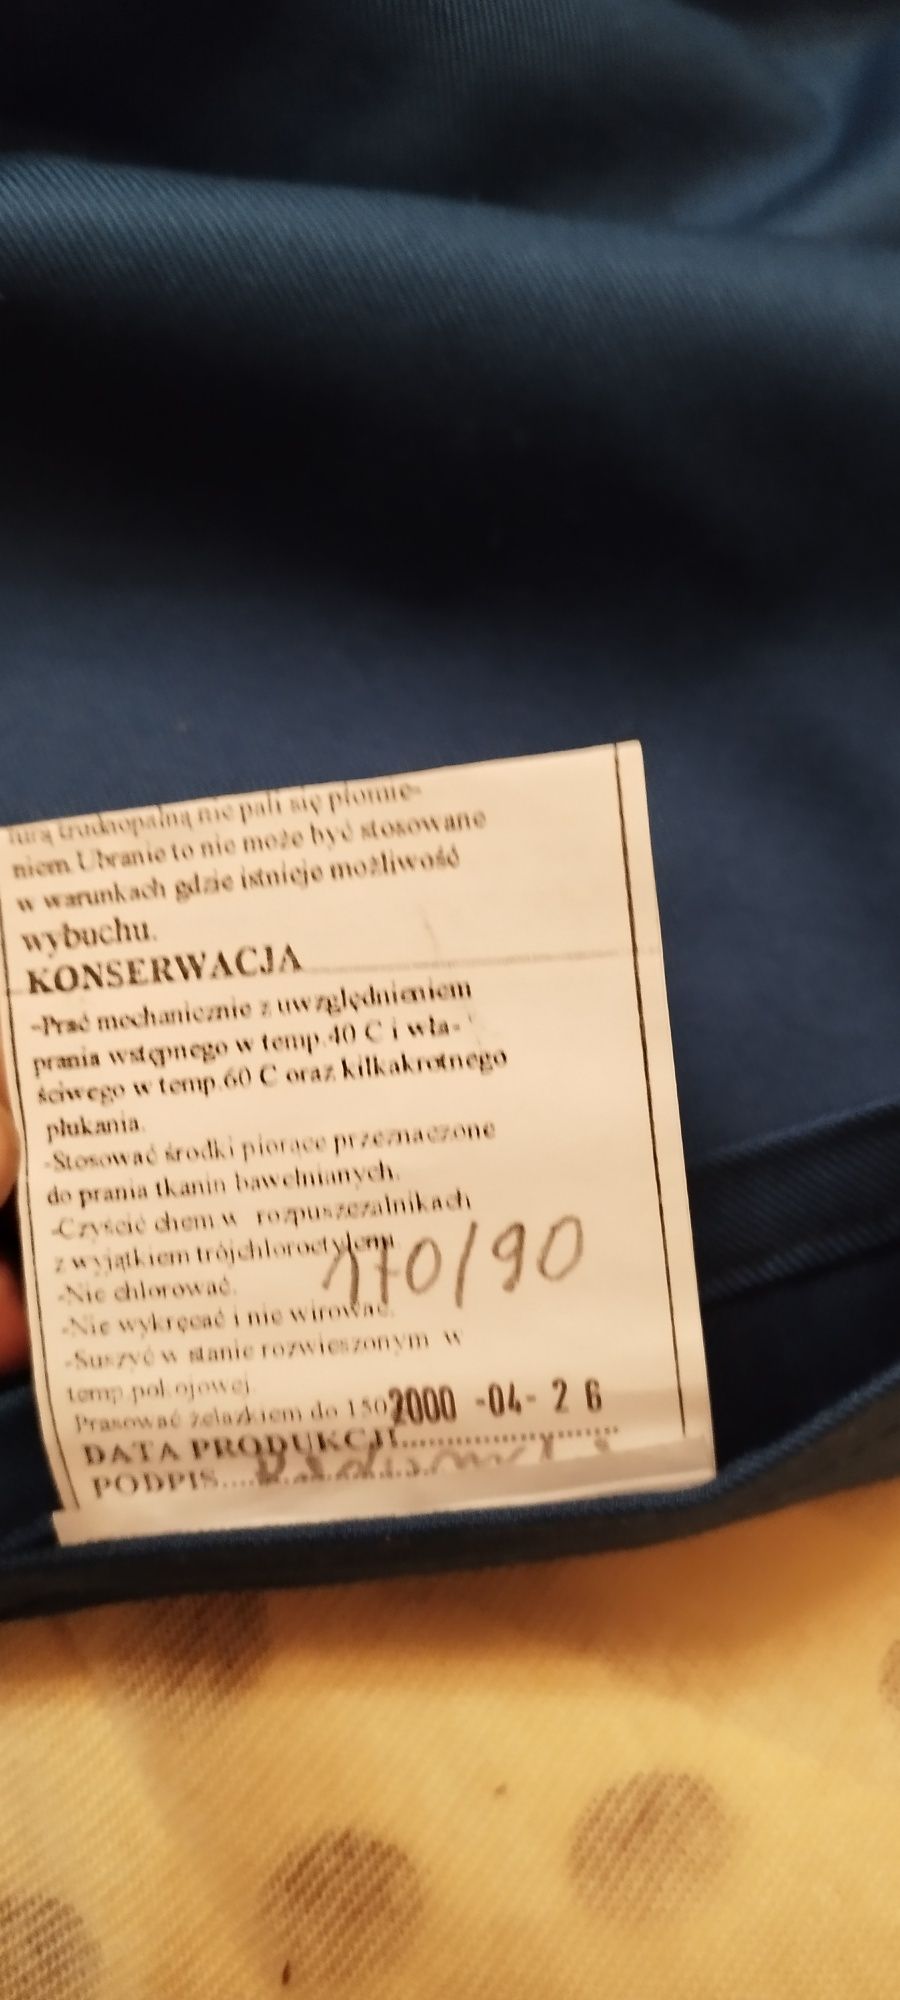 turą trudnopalną nie pali się płomie-
niem. Ubranie to nie może być stosowane
w warunkach gdzie istnieje możliwość
wybuchu.
KONSERWACJA
-Prać mechanicznie z uwzględnieniem
prania wstępnego w temp.40 C i wła-
ściwego w temp.60 C oraz kilkakrotnego
płukania.
-Stosować środki piorące przeznaczone
do prania tkanin bawełnianych.
-Czyścić chem.w rozpuszczalnikach
z wyjątkiem trójchloroetylenu
170/90
-Nie chlorować.
-Nie wykręcać i nie wirować.
-Suszyć w stanie rozwieszonym w
temp.pokojowej.
Prasować żelazkiem do 150
2000 -04- 26
DATA PRODUKCJI....................
PODPIS....